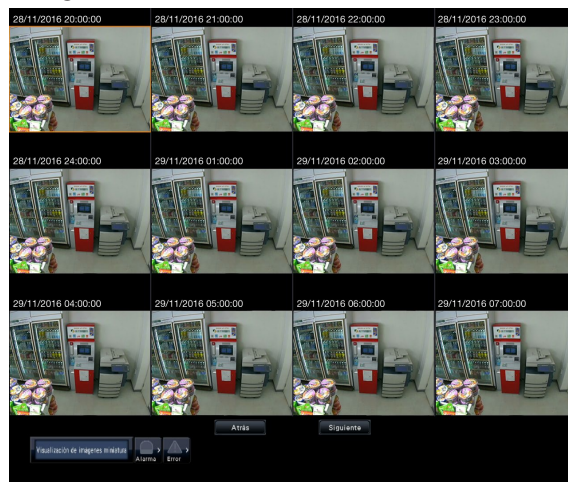 28/11/2016 20:00:00 28/11/2016 21:00:00 28/11/2016 22:00:00 28/11/2016 23:00:00
28/11/2016 24:00:00 29/11/2016 01:00:00 29/11/2016 02:00:00 29/11/2016 03:00:00
29/11/2016 04:00:00 29/11/2016 05:00:00 29/11/2016 06:00:00 29/11/2016 07:00:00
Atrás Siguiente
Visualización de imagenes miniatura
Alarma Error